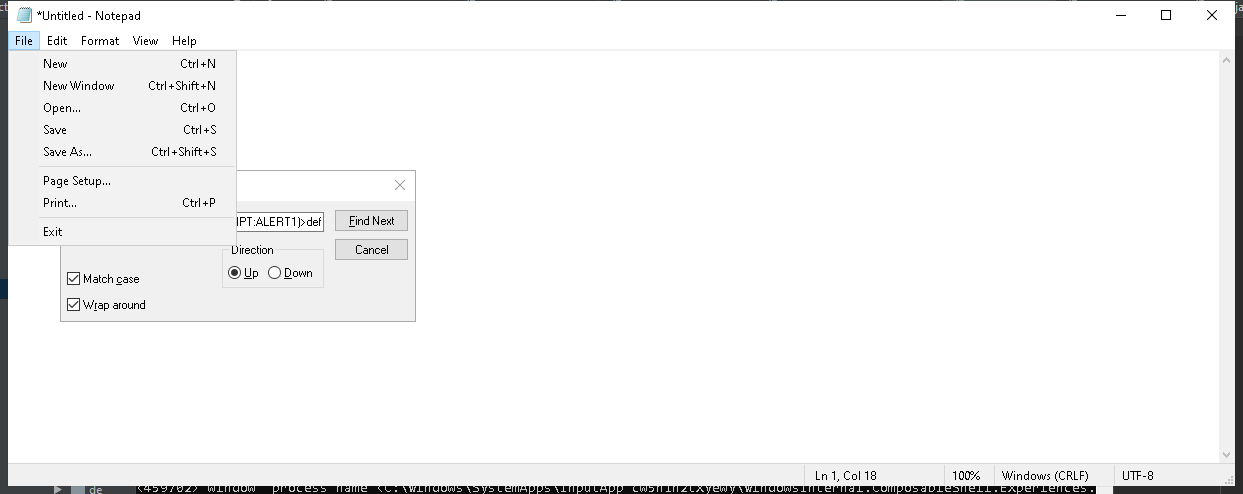 *Untitled - Notepad
File Edit Format View Help
New Ctrl+N
New Window Ctrl+Shift+N
Open... Ctrl+O
Save Ctrl+S
Save As... Ctrl+Shift+S
Page Setup...
Print... Ctrl+P
Exit
IPT:ALERT1)>def
Find Next
Cancel
Direction
Up Down
Match case
Wrap around
Ln 1, Col 18 100% Windows (CRLF) UTF-8
de <459702> window process name <C:\Windows\SystemApps\InputApp_cw5n1h2txyewy\WindowsInternal.ComposableShell.Experiences.